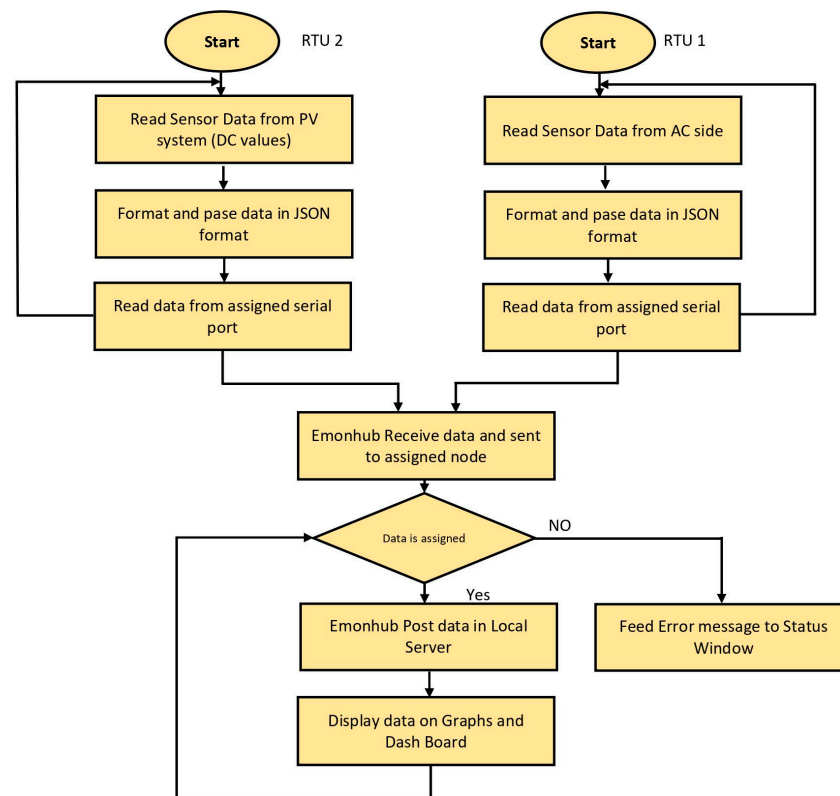 Start
RTU 2
Start
RTU 1
Read Sensor Data from PV
system (DC values)
Read Sensor Data from AC side
Format and pase data in JSON
format
Format and pase data in JSON
format
Read data from assigned serial
port
Read data from assigned serial
port
Emonhub Receive data and sent
to assigned node
Data is assigned
NO
Yes
Emonhub Post data in Local
Server
Feed Error message to Status
Window
Display data on Graphs and
Dash Board